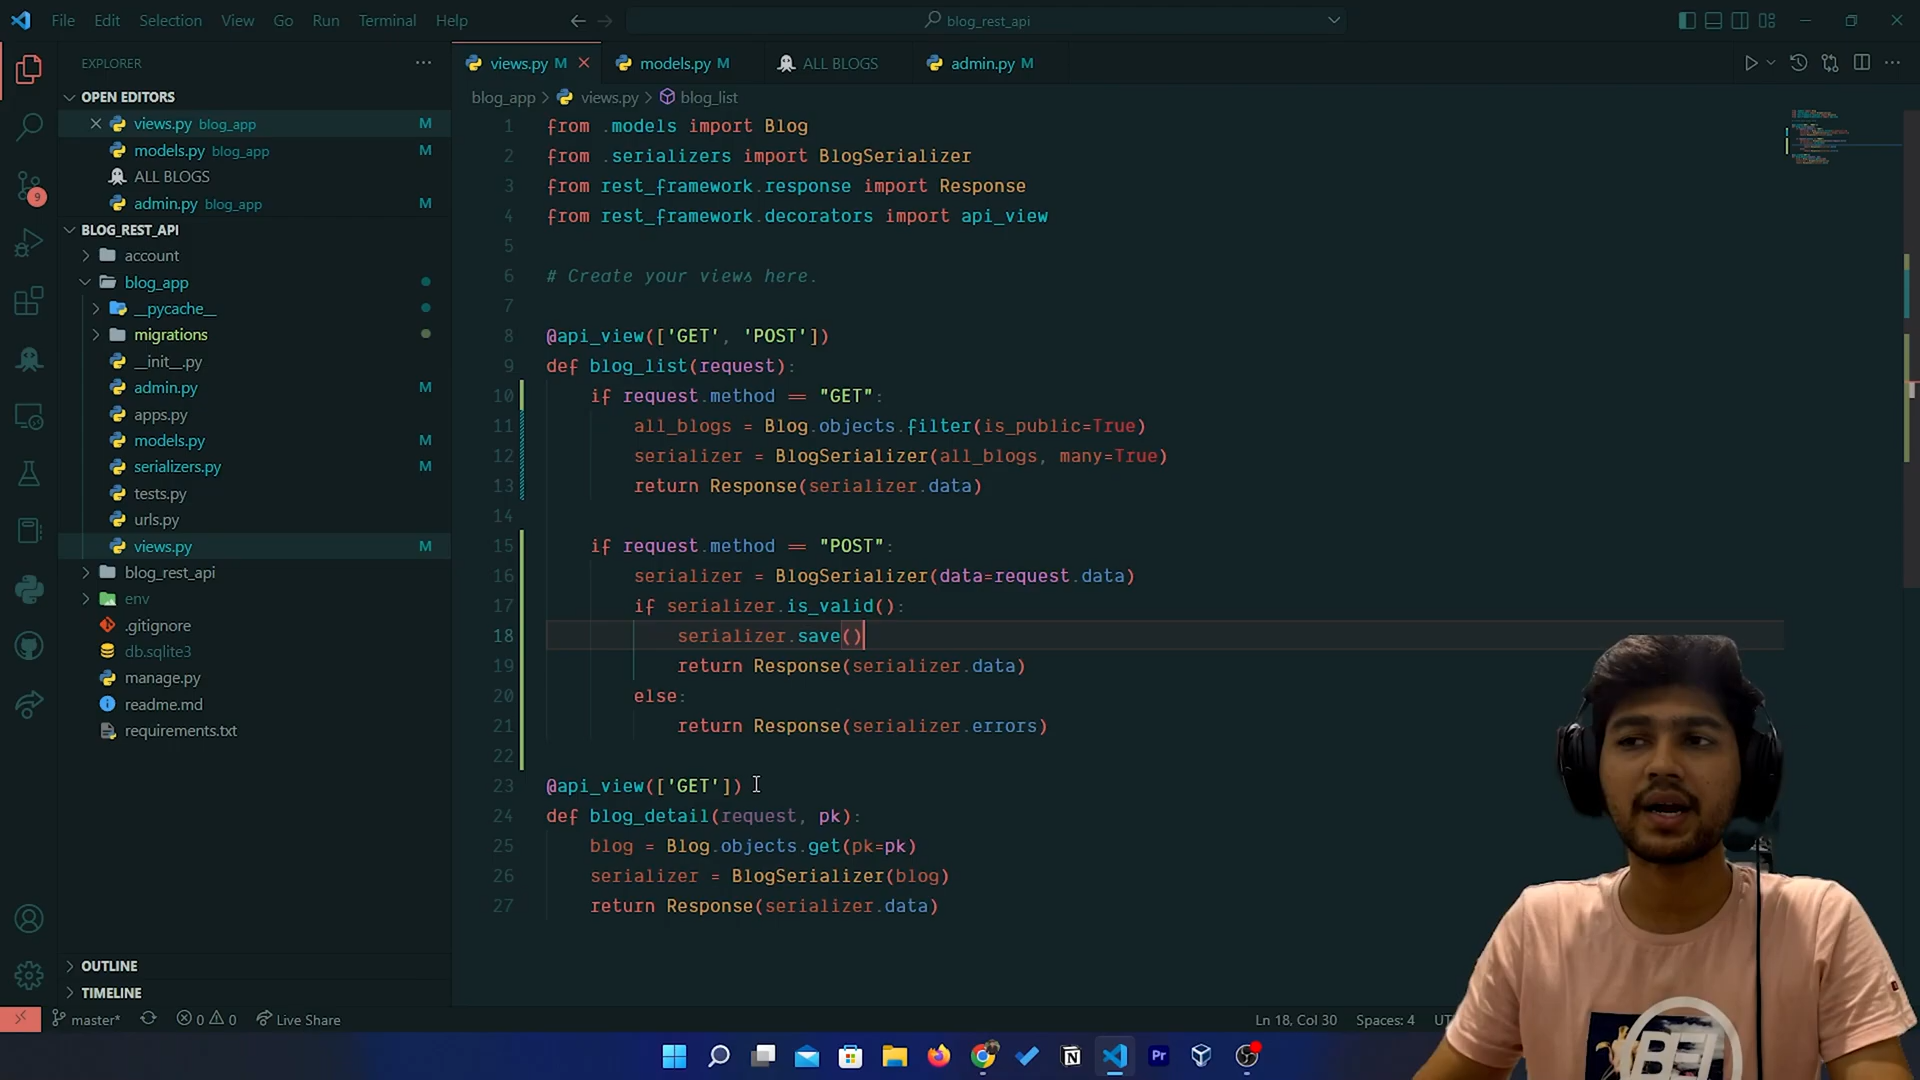 File Edit Selection View Go Run Terminal Help
blog_rest_api
EXPLORER
OPEN EDITORS
views.py blog_app M
models.py blog_app M
ALL BLOGS
admin.py blog_app M
BLOG_REST_API
account
blog_app
__pycache__
migrations
__init__.py
admin.py M
apps.py
models.py M
serializers.py M
tests.py
urls.py
views.py M
blog_rest_api
env
.gitignore
db.sqlite3
manage.py
readme.md
requirements.txt
OUTLINE
TIMELINE
9
views.py M models.py M ALL BLOGS admin.py M
blog_app > views.py > blog_list
1 from .models import Blog
2 from .serializers import BlogSerializer
3 from rest_framework.response import Response
4 from rest_framework.decorators import api_view
5
6 # Create your views here.
7
8 @api_view(['GET', 'POST'])
9 def blog_list(request):
10 if request.method == "GET":
11 all_blogs = Blog.objects.filter(is_public=True)
12 serializer = BlogSerializer(all_blogs, many=True)
13 return Response(serializer.data)
14
15 if request.method == "POST":
16 serializer = BlogSerializer(data=request.data)
17 if serializer.is_valid():
18 serializer.save()
19 return Response(serializer.data)
20 else:
21 return Response(serializer.errors)
22
23 @api_view(['GET'])
24 def blog_detail(request, pk):
25 blog = Blog.objects.get(pk=pk)
26 serializer = BlogSerializer(blog)
27 return Response(serializer.data)
master* 0 0 Live Share
Ln 18, Col 30 Spaces: 4
Pr